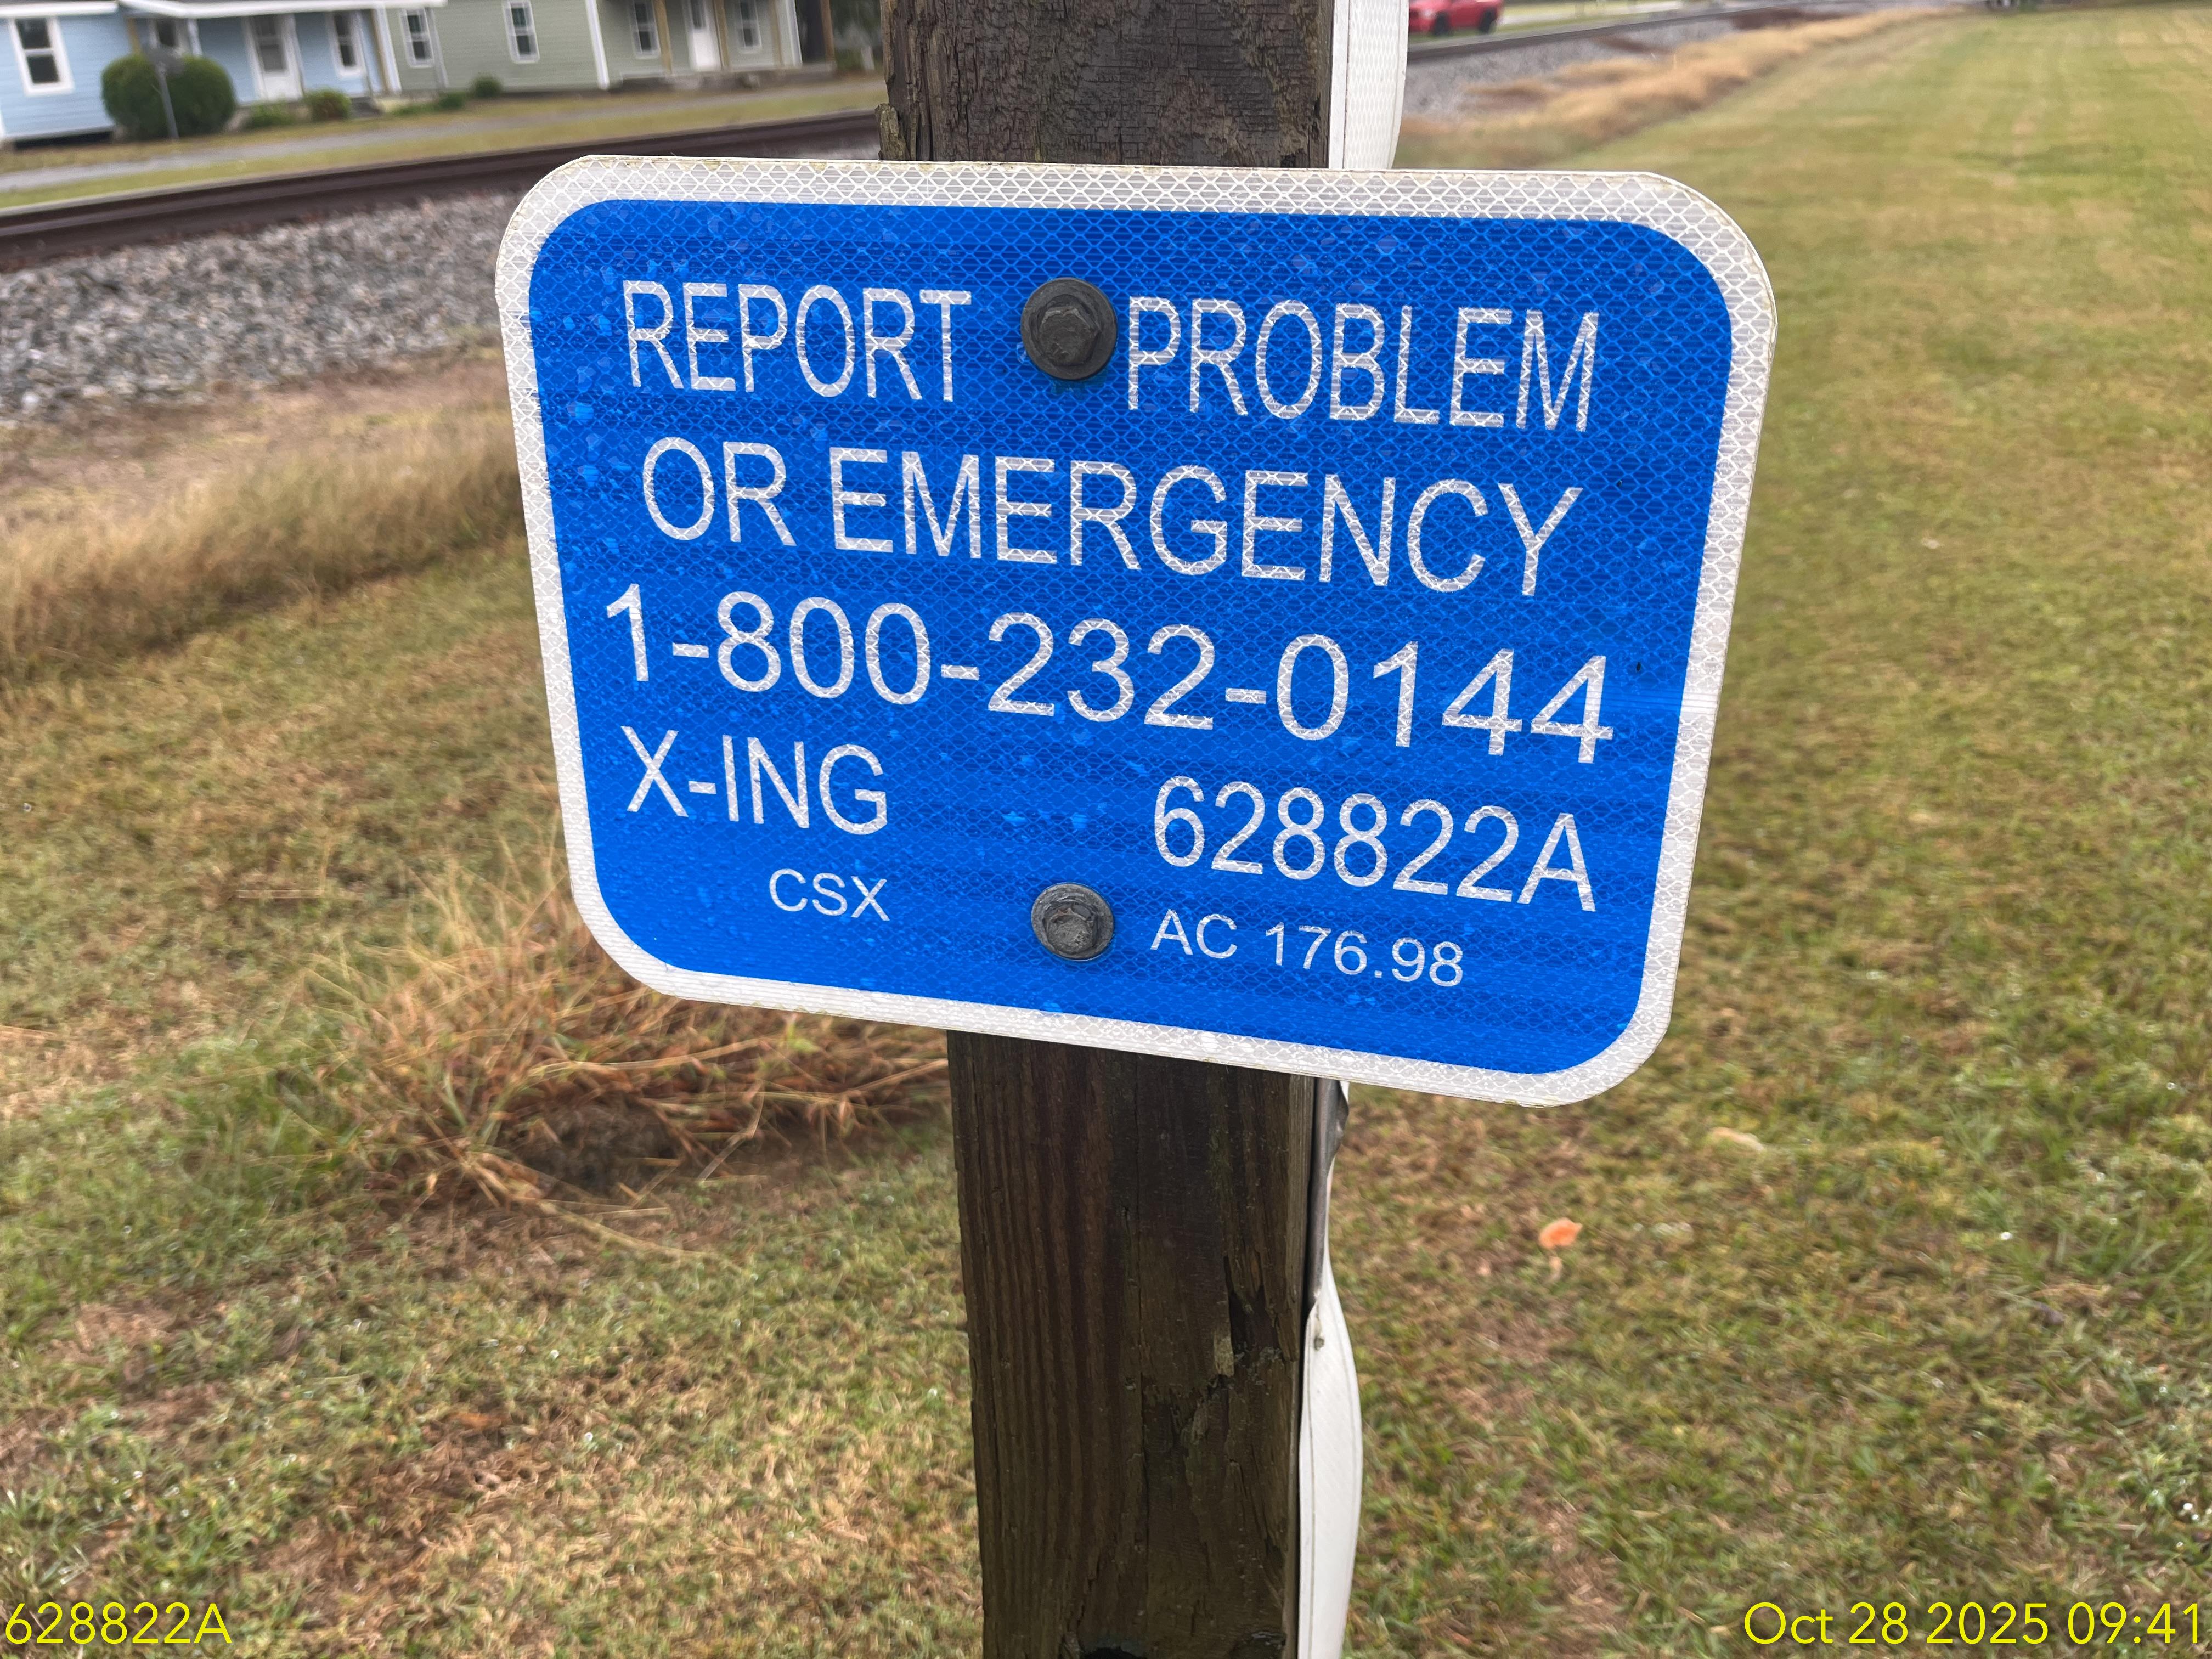 REPORT PROBLEM
OR EMERGENCY
1-800-232-0144
X-ING 628822A
CSX AC 176.98
628822A
Oct 28 2025 09:41